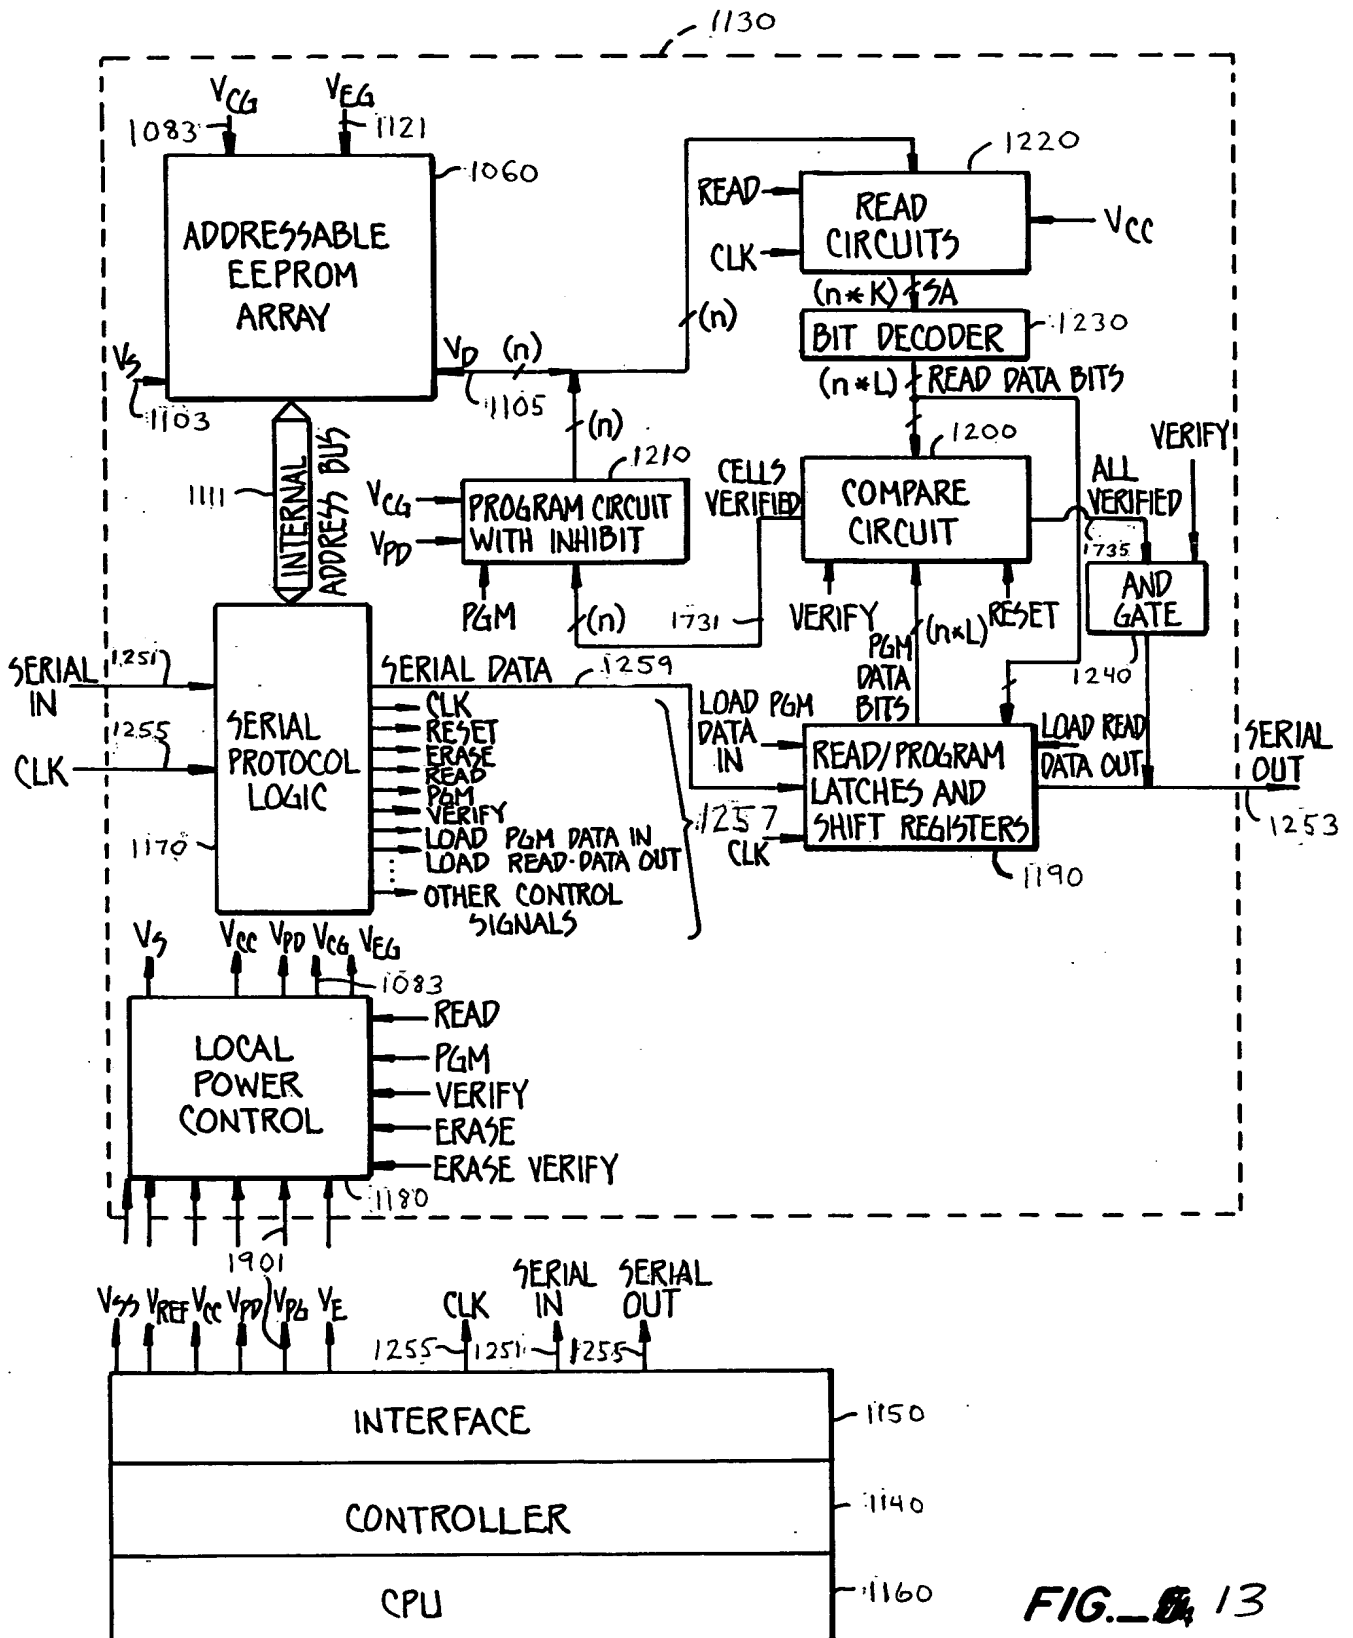 1130
VCG
VEG
1083
1121
1060
ADDRESSABLE
EEPROM
ARRAY
VS
1103
VD
(n)
1105
(n)
READ
CLK
1220
READ
CIRCUITS
VCC
(n*K)
SA
BIT DECODER
1230
(n*L)
READ DATA BITS
1111
INTERNAL
ADDRESS BUS
(n)
1210
VCG
VPD
PROGRAM CIRCUIT
WITH INHIBIT
PGM
(n)
1731
CELLS
VERIFIED
1200
COMPARE
CIRCUIT
ALL
VERIFIED
1735
VERIFY
AND
GATE
1240
VERIFY
RESET
PGM
DATA
BITS
(n*L)
SERIAL
IN
1251
CLK
1255
SERIAL
PROTOCOL
LOGIC
1170
SERIAL DATA
1259
CLK
RESET
ERASE
READ
PGM
VERIFY
LOAD PGM DATA IN
LOAD READ-DATA OUT
OTHER CONTROL
SIGNALS
1257
LOAD PGM
DATA
IN
CLK
READ/PROGRAM
LATCHES AND
SHIFT REGISTERS
1190
LOAD READ
DATA OUT
SERIAL
OUT
1253
VS
VCC
VPD
VCG
VEG
1083
LOCAL
POWER
CONTROL
READ
PGM
VERIFY
ERASE
ERASE VERIFY
1180
1901
VSS
VREF
VCC
VPD
VPG
VE
CLK
SERIAL
IN
SERIAL
OUT
1255
1251
1255
INTERFACE
1150
CONTROLLER
1140
CPU
1160
FIG._ 13